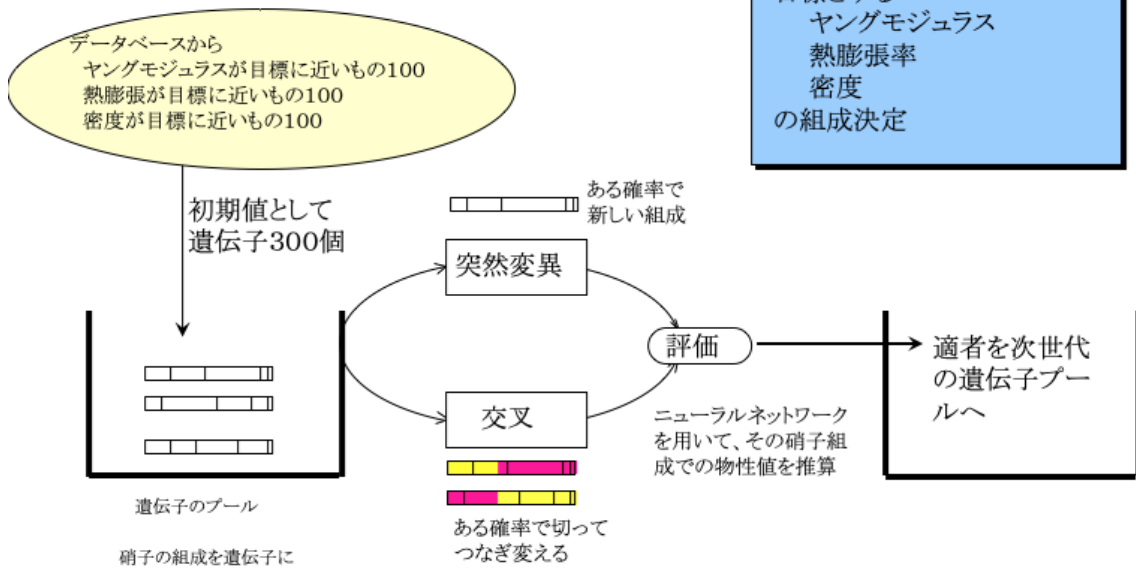 データベースから
ヤングモジュラスが目標に近いもの100
熱膨張が目標に近いもの100
密度が目標に近いもの100
ヤングモジュラス
熱膨張率
密度
の組成決定
初期値として
遺伝子300個
ある確率で
新しい組成
突然変異
評価
適者を次世代
の遺伝子プー
ルへ
交叉
ニューラルネットワーク
を用いて、その硝子組
成での物性値を推算
ある確率で切って
つなぎ変える
遺伝子のプール
硝子の組成を遺伝子に